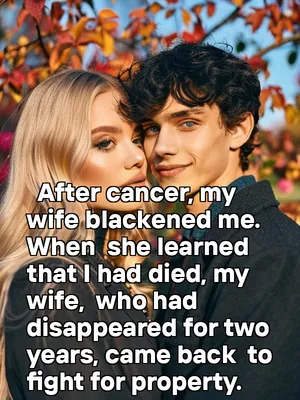 After cancer, my
wife blackened me.
When she learned
that I had died, my
wife, who had
disappeared for two
years, came back to
fight for property.